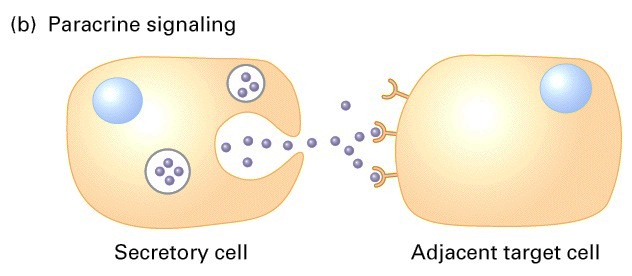 (b) Paracrine signaling
Secretory cell
Adjacent target cell